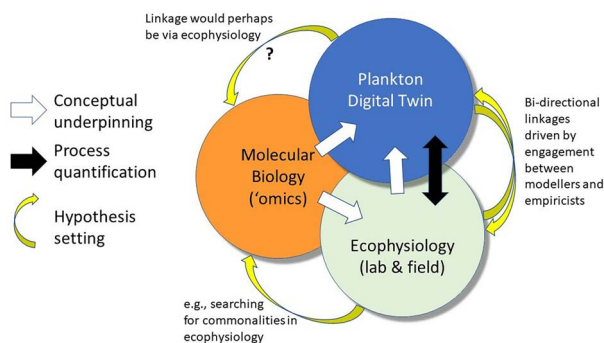 Linkage would perhaps
be via ecophysiology
?
Conceptual
underpinning
Process
quantification
Hypothesis
setting
Plankton
Digital Twin
Molecular
Biology
('omics)
Ecophysiology
(lab & field)
Bi-directional
linkages
driven by
engagement
between
modellers and
empiricists
e.g., searching
for commonalities in
ecophysiology